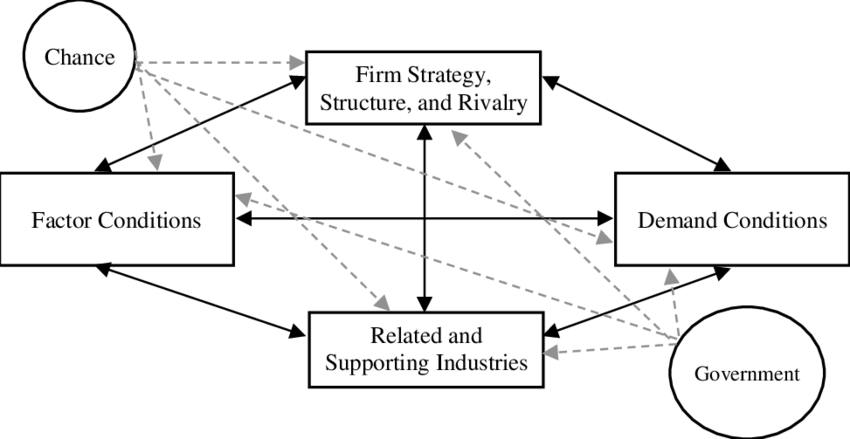 Chance
Firm Strategy,
Structure, and Rivalry
Factor Conditions
Demand Conditions
Related and
Supporting Industries
Government